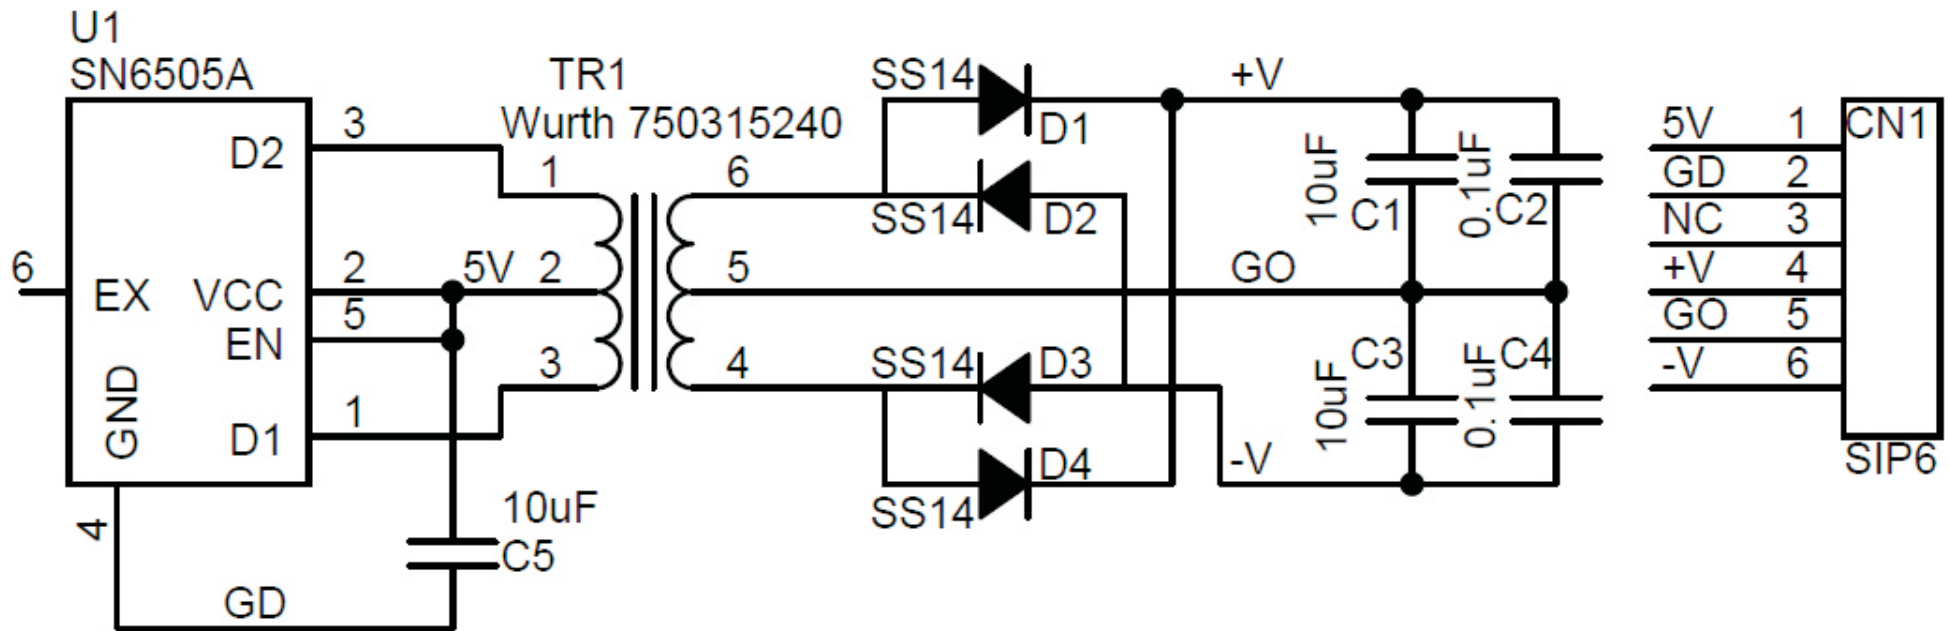 U1
SN6505A
D2
3
EX
6
VCC
2
5V
EN
5
GND
4
D1
1
GD
10uF
C5
TR1
Wurth 750315240
1
2
3
6
5
4
SS14
D1
SS14
D2
SS14
D3
SS14
D4
+V
GO
-V
10uF
C1
0.1uF
C2
10uF
C3
0.1uF
C4
5V 1
GD 2
NC 3
+V 4
GO 5
-V 6
CN1
SIP6